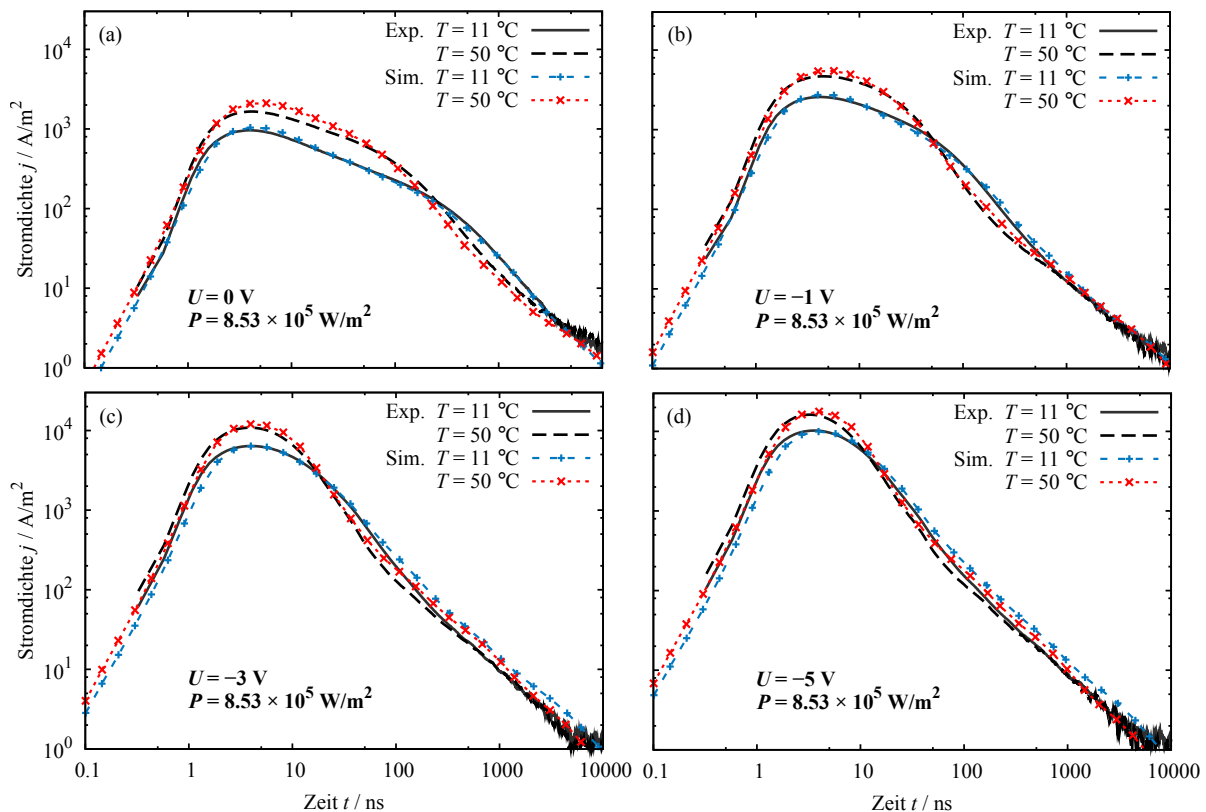 (a)
Exp. T = 11 °C
T = 50 °C
Sim. T = 11 °C
T = 50 °C
U = 0 V
P = 8.53 × 10⁵ W/m²
Stromdichte j / A/m²
10⁴
10³
10²
10¹
10⁰
(b)
Exp. T = 11 °C
T = 50 °C
Sim. T = 11 °C
T = 50 °C
U = −1 V
P = 8.53 × 10⁵ W/m²
(c)
Exp. T = 11 °C
T = 50 °C
Sim. T = 11 °C
T = 50 °C
U = −3 V
P = 8.53 × 10⁵ W/m²
Stromdichte j / A/m²
10⁴
10³
10²
10¹
10⁰
0.1 1 10 100 1000 10000
Zeit t / ns
(d)
Exp. T = 11 °C
T = 50 °C
Sim. T = 11 °C
T = 50 °C
U = −5 V
P = 8.53 × 10⁵ W/m²
0.1 1 10 100 1000 10000
Zeit t / ns